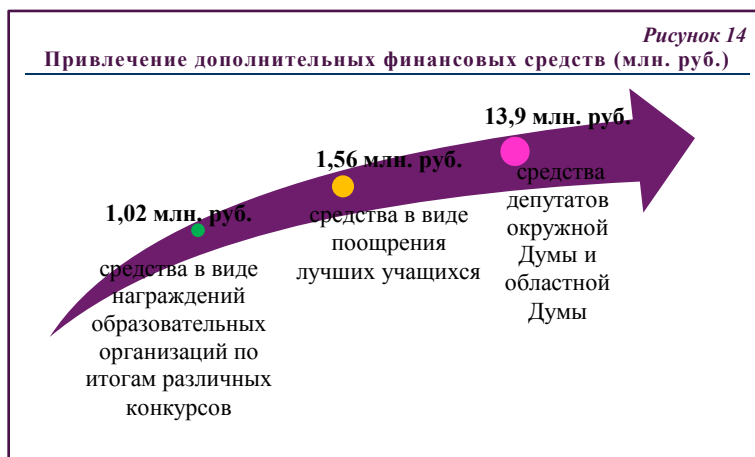 Рисунок 14
Привлечение дополнительных финансовых средств (млн. руб.)
13,9 млн. руб.
средства
депутатов
окружной
Думы и
областной
Думы
1,56 млн. руб.
средства в виде
поощрения
лучших учащихся
1,02 млн. руб.
средства в виде
награждений
образовательных
организаций по
итогам различных
конкурсов